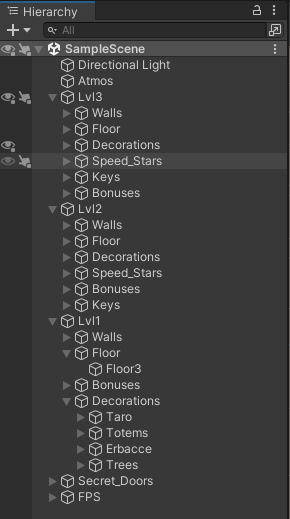 Hierarchy
All
SampleScene
Directional Light
Atmos
Lvl3
Walls
Floor
Decorations
Speed_Stars
Keys
Bonuses
Lvl2
Walls
Floor
Decorations
Speed_Stars
Bonuses
Keys
Lvl1
Walls
Floor
Floor3
Bonuses
Decorations
Taro
Totems
Erbacce
Trees
Secret_Doors
FPS